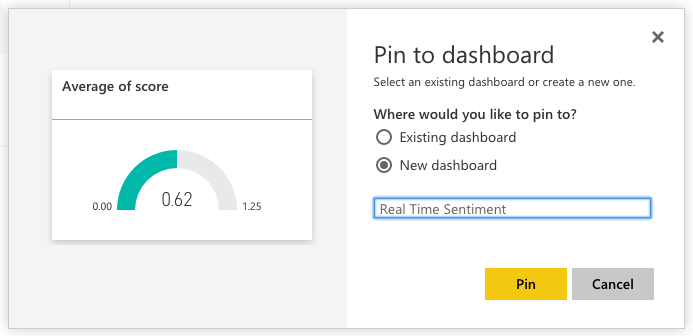 Average of score
0.00
0.62
1.25
Pin to dashboard
Select an existing dashboard or create a new one.
Where would you like to pin to?
Existing dashboard
New dashboard
Real Time Sentiment
Pin
Cancel